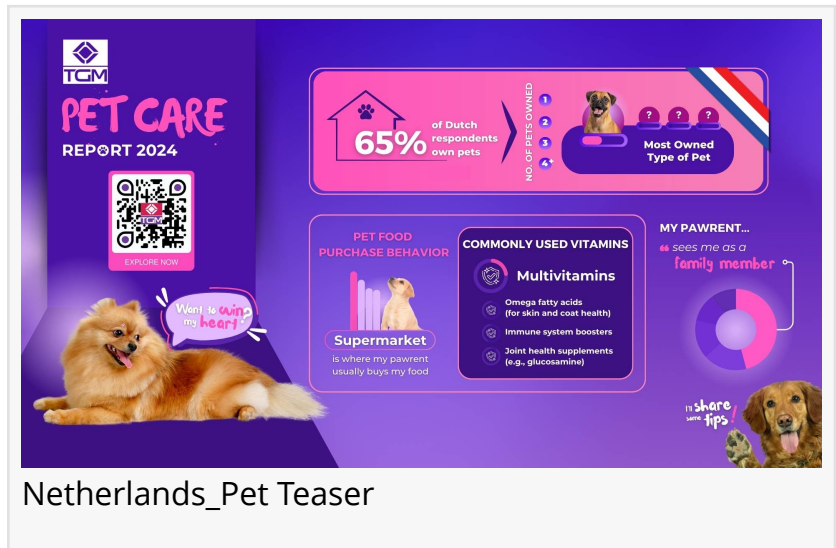 TGM
PET CARE
REPORT 2024
TGM
EXPLORE NOW
Want to win
my heart?
65%
of Dutch
respondents
own pets
NO. OF PETS OWNED
1
2
3
4+
? ? ?
Most Owned
Type of Pet
PET FOOD
PURCHASE BEHAVIOR
Supermarket
is where my pawrent
usually buys my food
COMMONLY USED VITAMINS
Multivitamins
Omega fatty acids
(for skin and coat health)
Immune system boosters
Joint health supplements
(e.g., glucosamine)
MY PAWRENT...
“ sees me as a
family member
I'll share
some tips!
Netherlands_Pet Teaser